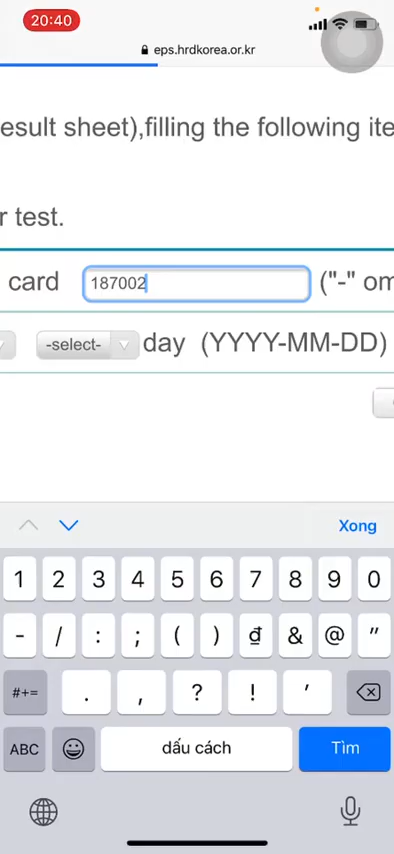 20:40
eps.hrdkorea.or.kr
esult sheet),filling the following ite
r test.
card 187002 ("-" om
-select- day (YYYY-MM-DD)
Xong
1 2 3 4 5 6 7 8 9 0
- / : ; ( ) ₫ & @ "
#+= . , ? ! '
ABC dấu cách Tìm